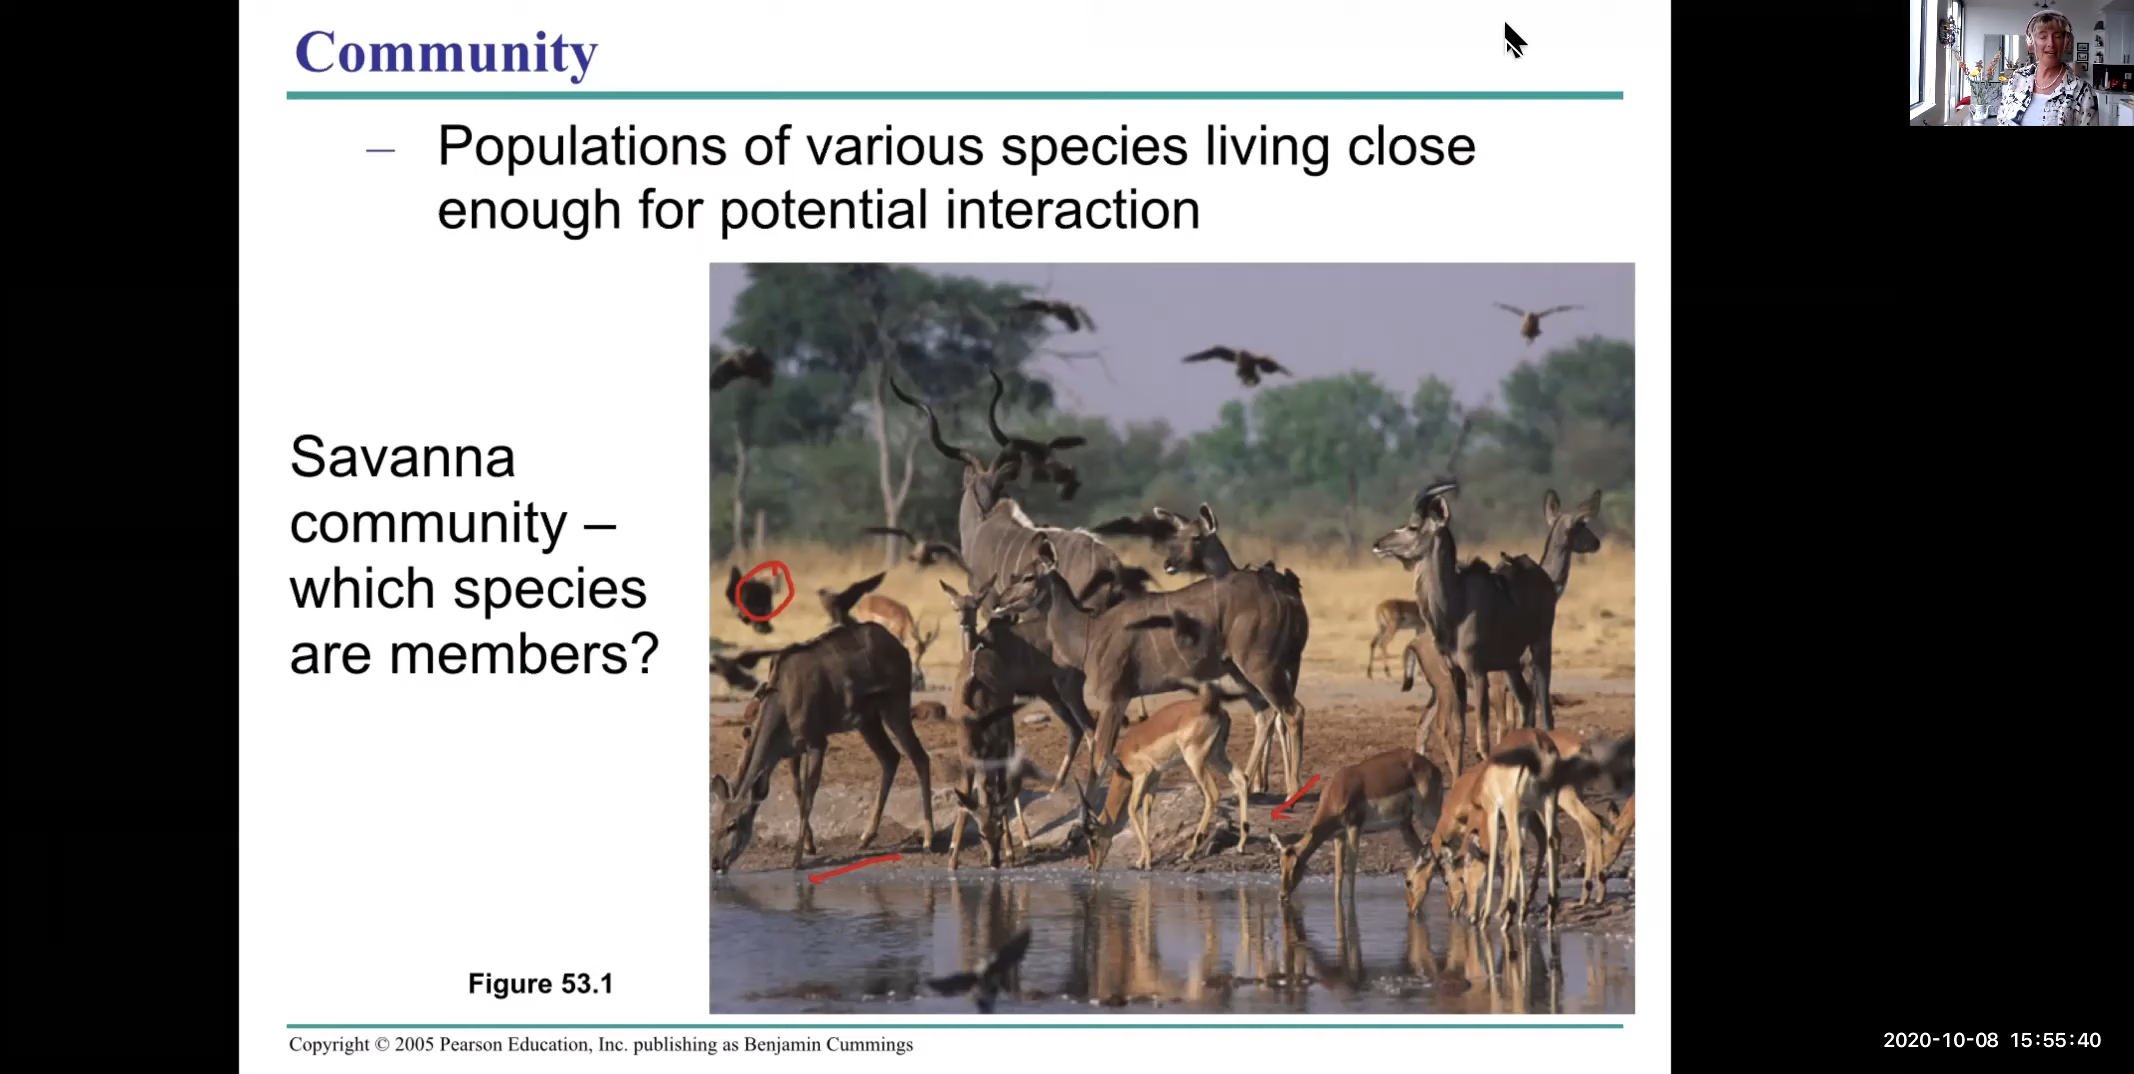 Community
– Populations of various species living close
enough for potential interaction
Savanna
community –
which species
are members?
Figure 53.1
Copyright © 2005 Pearson Education, Inc. publishing as Benjamin Cummings
2020-10-08 15:55:40